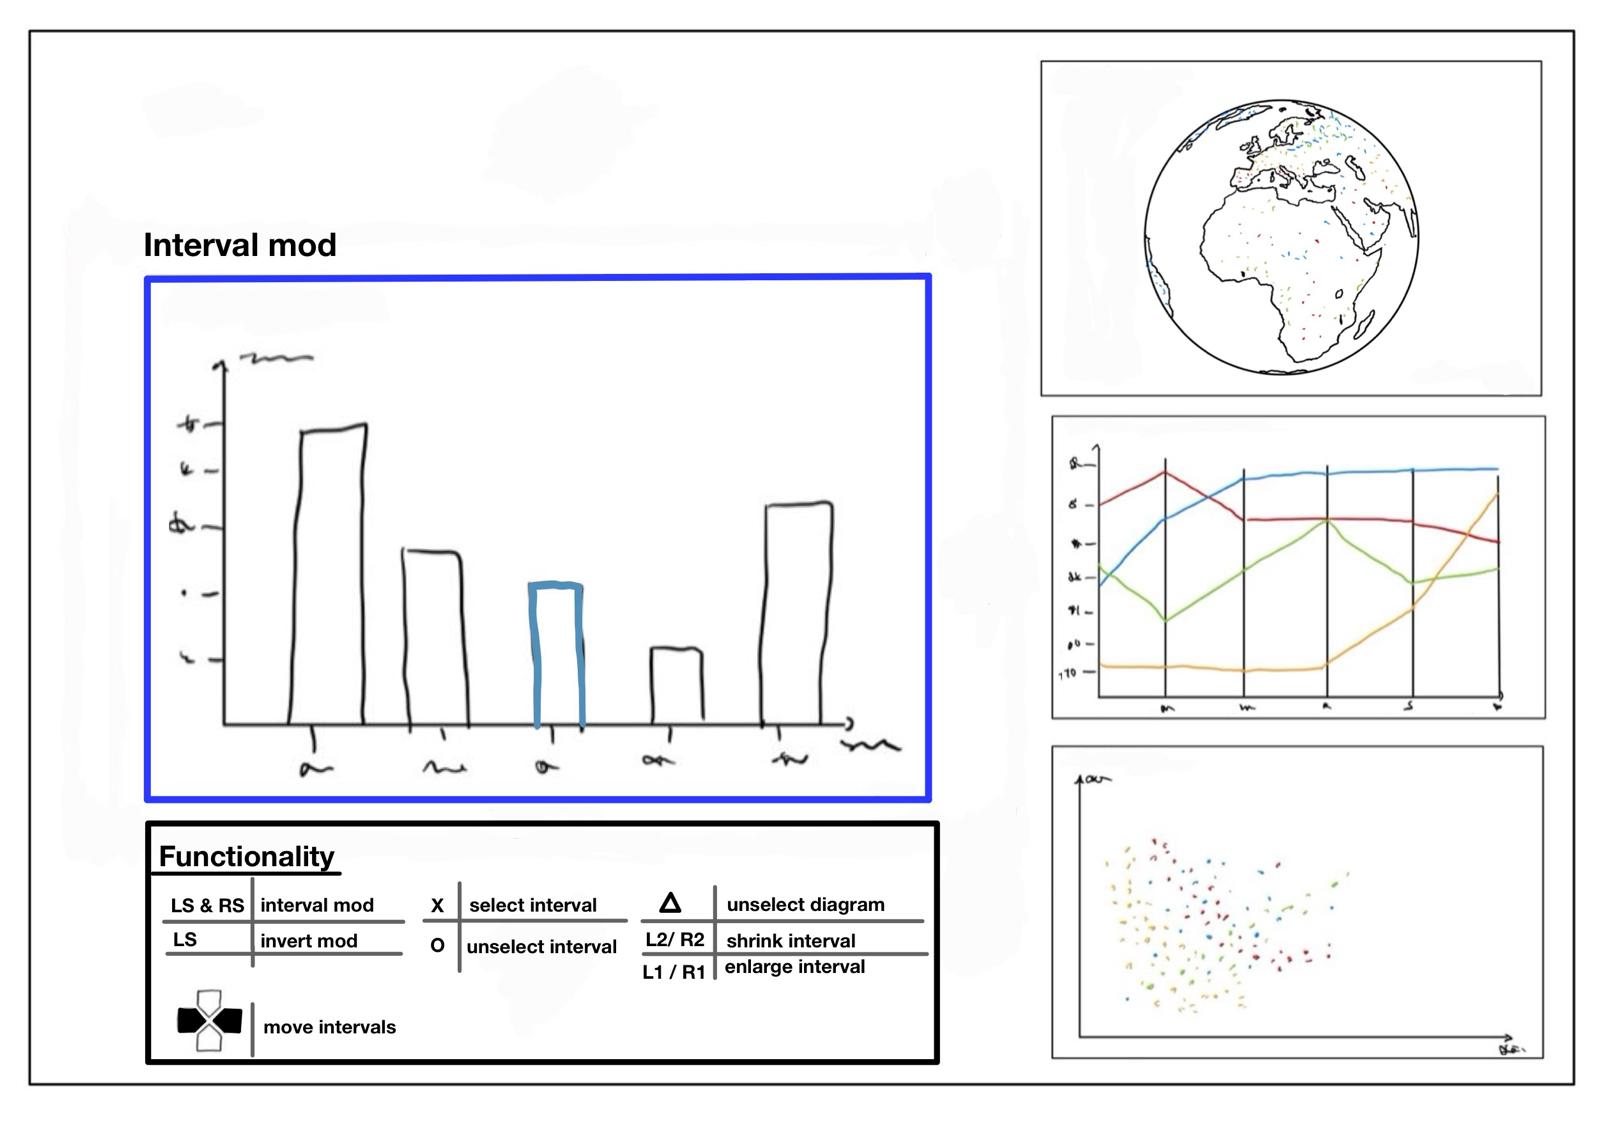 Interval mod
Functionality
LS & RS interval mod
LS invert mod
move intervals
X select interval
O unselect interval
Δ unselect diagram
L2/ R2 shrink interval
L1 / R1 enlarge interval